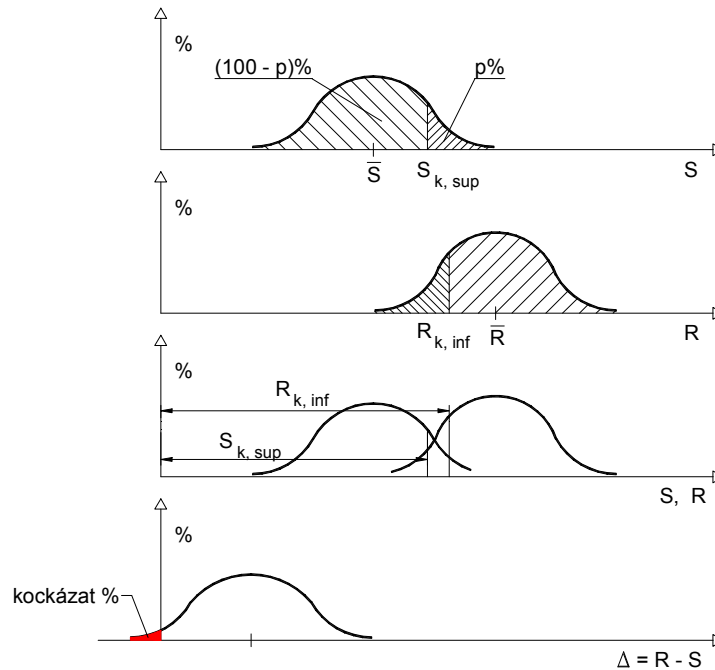 %
(100 - p)%
p%
S̅
S k, sup
S
%
R k, inf
R̅
R
%
R k, inf
S k, sup
S, R
%
kockázat %
Δ = R - S